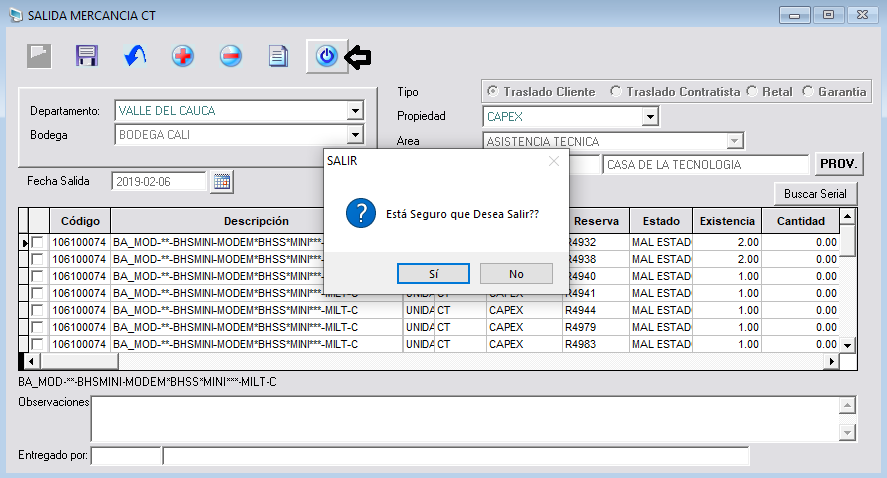 SALIDA MERCANCIA CT
Tipo
Traslado Cliente Traslado Contratista Retal Garantia
Departamento: VALLE DEL CAUCA
Propiedad CAPEX
Bodega BODEGA CALI
Area ASISTENCIA TECNICA
CASA DE LA TECNOLOGIA PROV.
Fecha Salida 2019-02-06
Buscar Serial
SALIR
Está Seguro que Desea Salir??
Sí No
Código Descripción Reserva Estado Existencia Cantidad
106100074 BA_MOD-**-BHSMINI-MODEM*BHSS*MINI***- R4932 MAL ESTAD 2.00 0.00
106100074 BA_MOD-**-BHSMINI-MODEM*BHSS*MINI***- R4938 MAL ESTAD 2.00 0.00
106100074 BA_MOD-**-BHSMINI-MODEM*BHSS*MINI***- R4940 MAL ESTAD 1.00 0.00
106100074 BA_MOD-**-BHSMINI-MODEM*BHSS*MINI***-MILT-C UNIDA CT CAPEX R4941 MAL ESTAD 1.00 0.00
106100074 BA_MOD-**-BHSMINI-MODEM*BHSS*MINI***-MILT-C UNIDA CT CAPEX R4944 MAL ESTAD 1.00 0.00
106100074 BA_MOD-**-BHSMINI-MODEM*BHSS*MINI***-MILT-C UNIDA CT CAPEX R4979 MAL ESTAD 1.00 0.00
106100074 BA_MOD-**-BHSMINI-MODEM*BHSS*MINI***-MILT-C UNIDA CT CAPEX R4983 MAL ESTAD 1.00 0.00
BA_MOD-**-BHSMINI-MODEM*BHSS*MINI***-MILT-C
Observaciones
Entregado por: